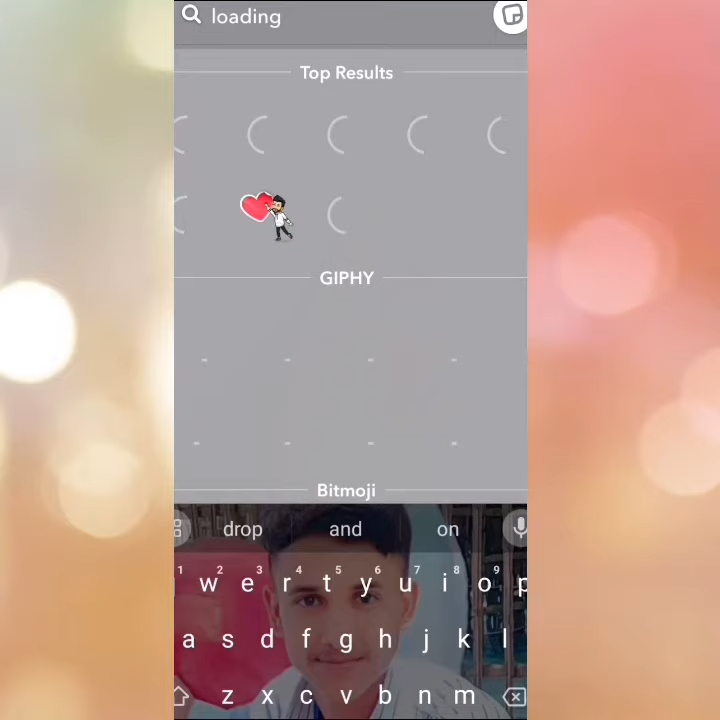 loading
Top Results
GIPHY
Bitmoji
drop and on
1 2 3 4 5 6 7 8 9
w e r t y u i o p
a s d f g h j k l
z x c v b n m